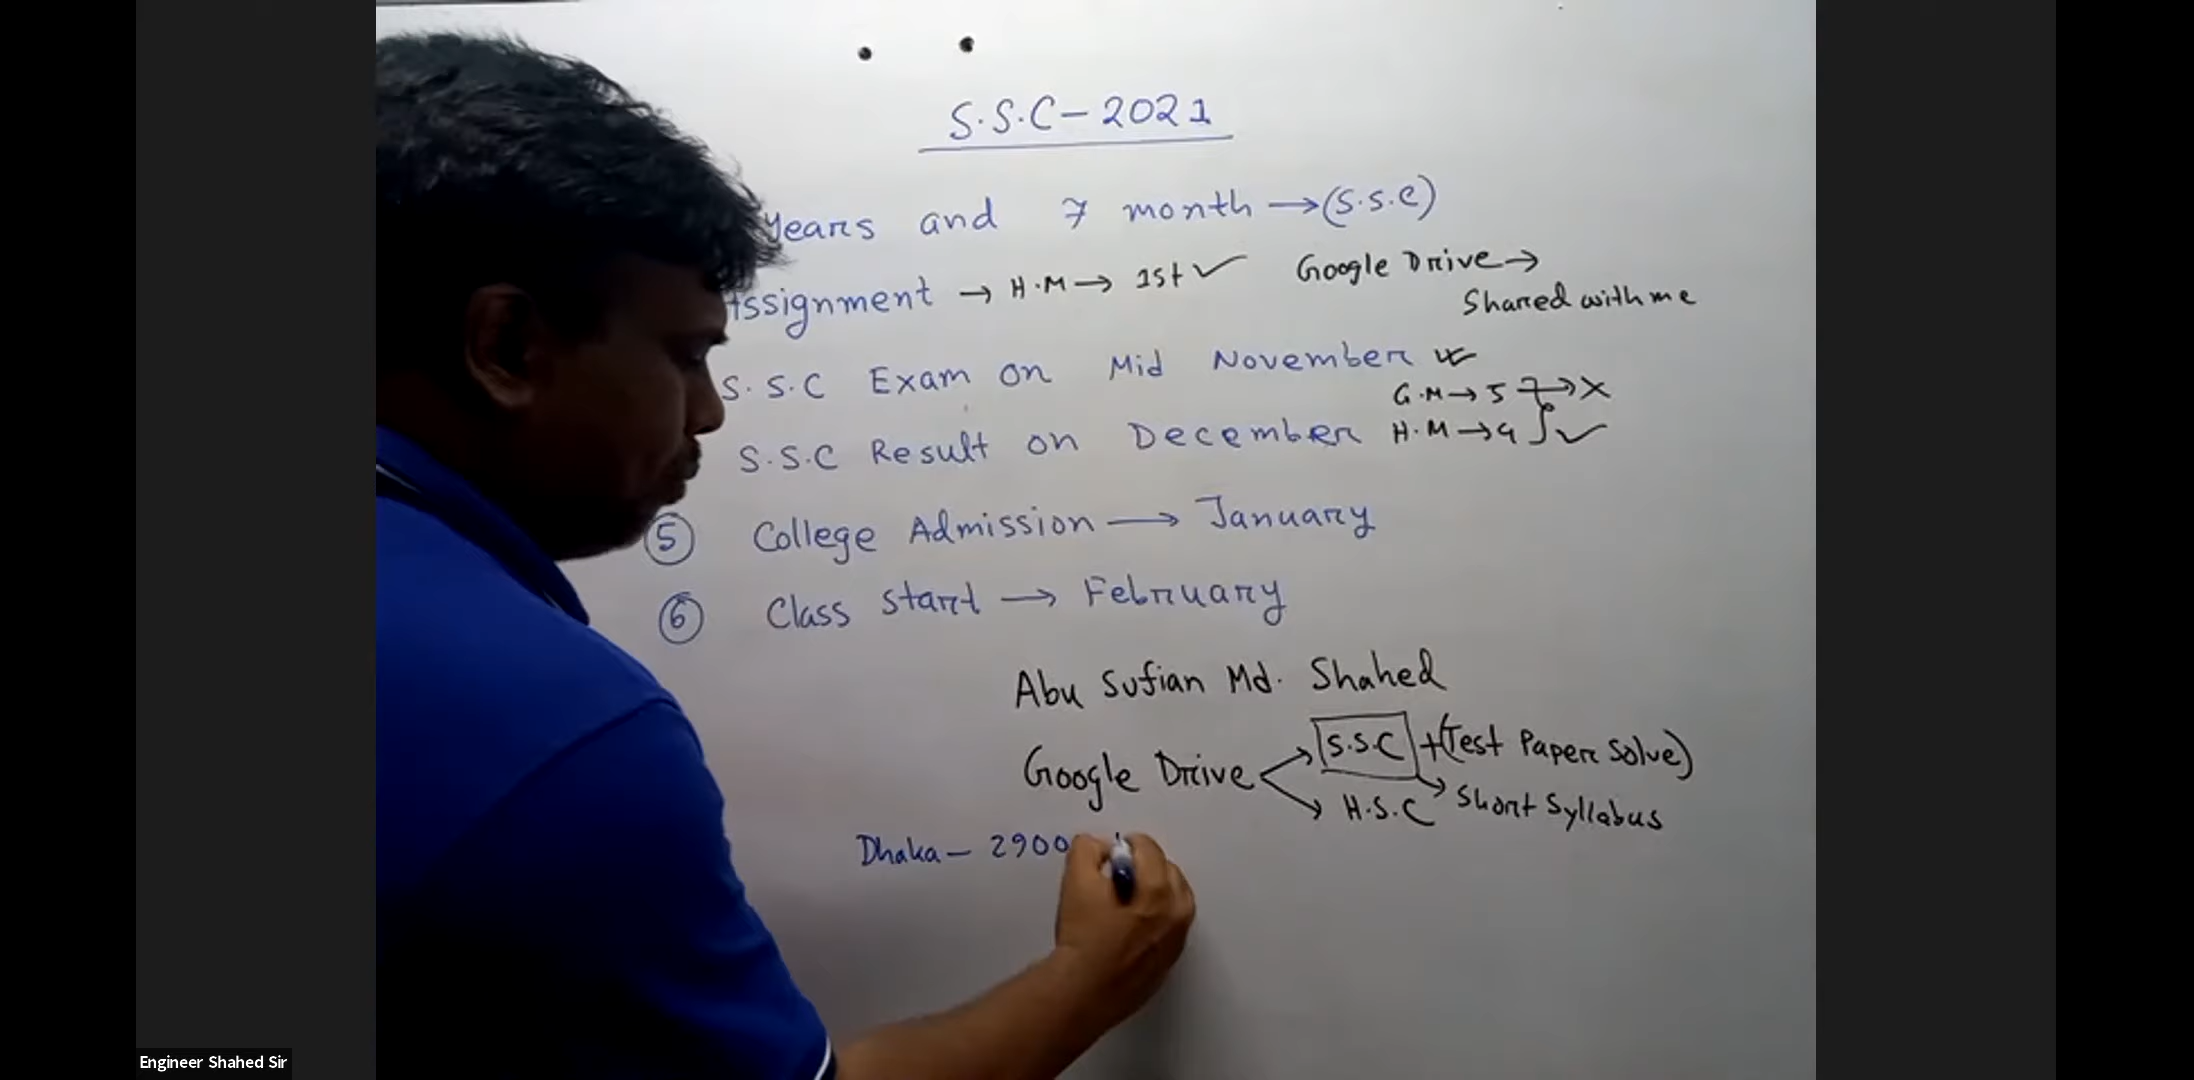 S.S.C - 2021
Years and 7 month → (S.S.C)
Assignment → H.M → 1st ✓ Google Drive →
Shared with me
S.S.C Exam on Mid November
G.M → 5 → X
S.S.C Result on December H.M → 4 ✓
⑤ College Admission → January
⑥ Class start → February
Abu Sufian Md. Shahed
Google Drive → S.S.C + (Test Paper Solve)
→ H.S.C → Short Syllabus
Dhaka - 2900
Engineer Shahed Sir